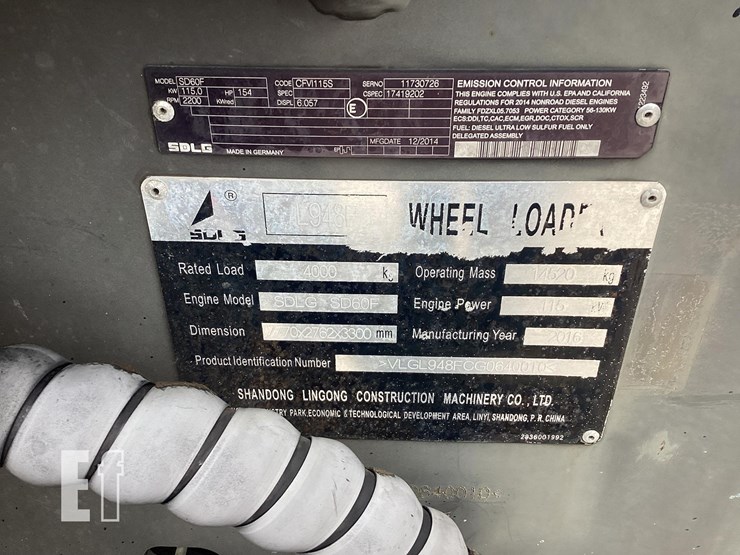 MODEL SD60F CODE CFVI115S SERNO 11730726
KW 115,0 HP 154 SPEC CSPEC 17419202
RPM 2200 KWred DISPL 6.057 E
MFGDATE 12/2014
SDLG MADE IN GERMANY
EMISSION CONTROL INFORMATION
THIS ENGINE COMPLIES WITH U.S. EPA AND CALIFORNIA
REGULATIONS FOR 2014 NONROAD DIESEL ENGINES
FAMILY FDZXL05.7053 POWER CATEGORY 56-130KW
ECS:DDI,TC,CAC,ECM,EGR,DOC,CTOX,SCR
FUEL: DIESEL ULTRA LOW SULFUR FUEL ONLY
DELEGATED ASSEMBLY
®
SDLG WHEEL LOADER
Rated Load 4000 kg Operating Mass kg
Engine Model SDLG SD60F Engine Power kW
Dimension mm Manufacturing Year 2016
Product Identification Number
SHANDONG LINGONG CONSTRUCTION MACHINERY CO., LTD.
PARK,ECONOMIC & TECHNOLOGICAL DEVELOPMENT AREA, LINYI, SHANDONG, P.R.CHINA
2936001992
Ef